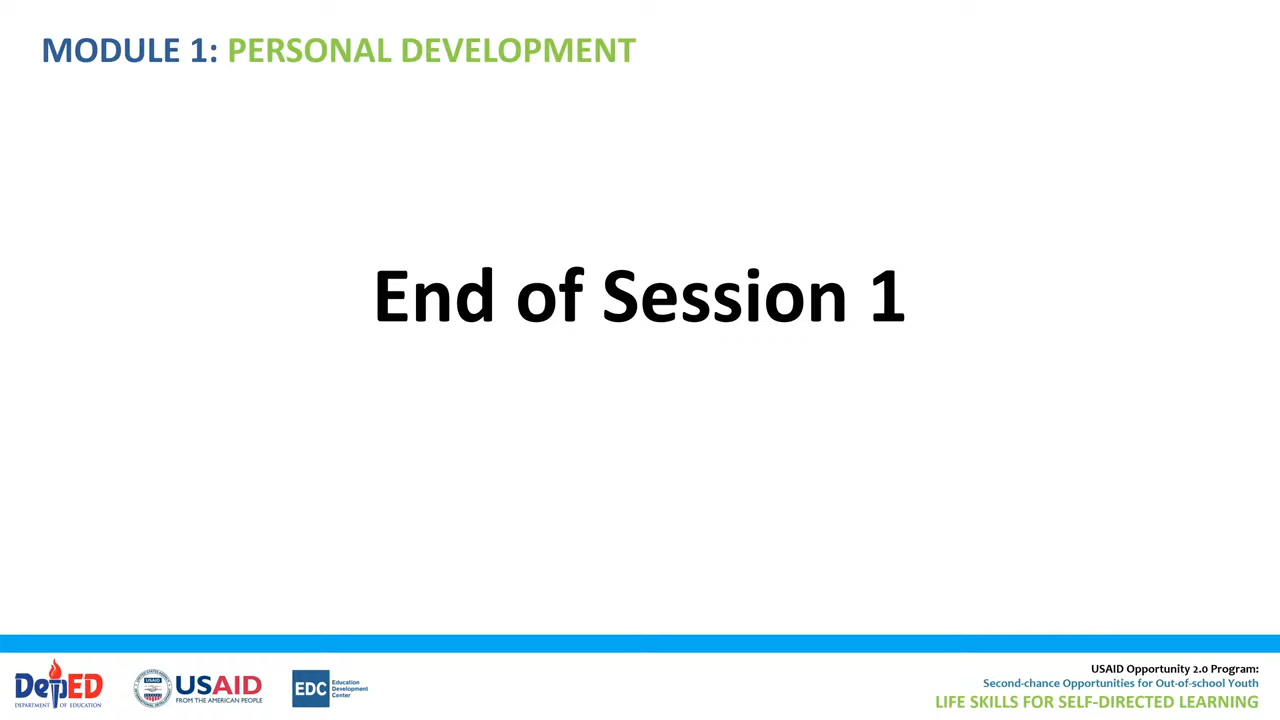 MODULE 1: PERSONAL DEVELOPMENT
End of Session 1
DepED
DEPARTMENT OF EDUCATION
USAID
FROM THE AMERICAN PEOPLE
EDC
Education
Development
Center
USAID Opportunity 2.0 Program:
Second-chance Opportunities for Out-of-school Youth
LIFE SKILLS FOR SELF-DIRECTED LEARNING